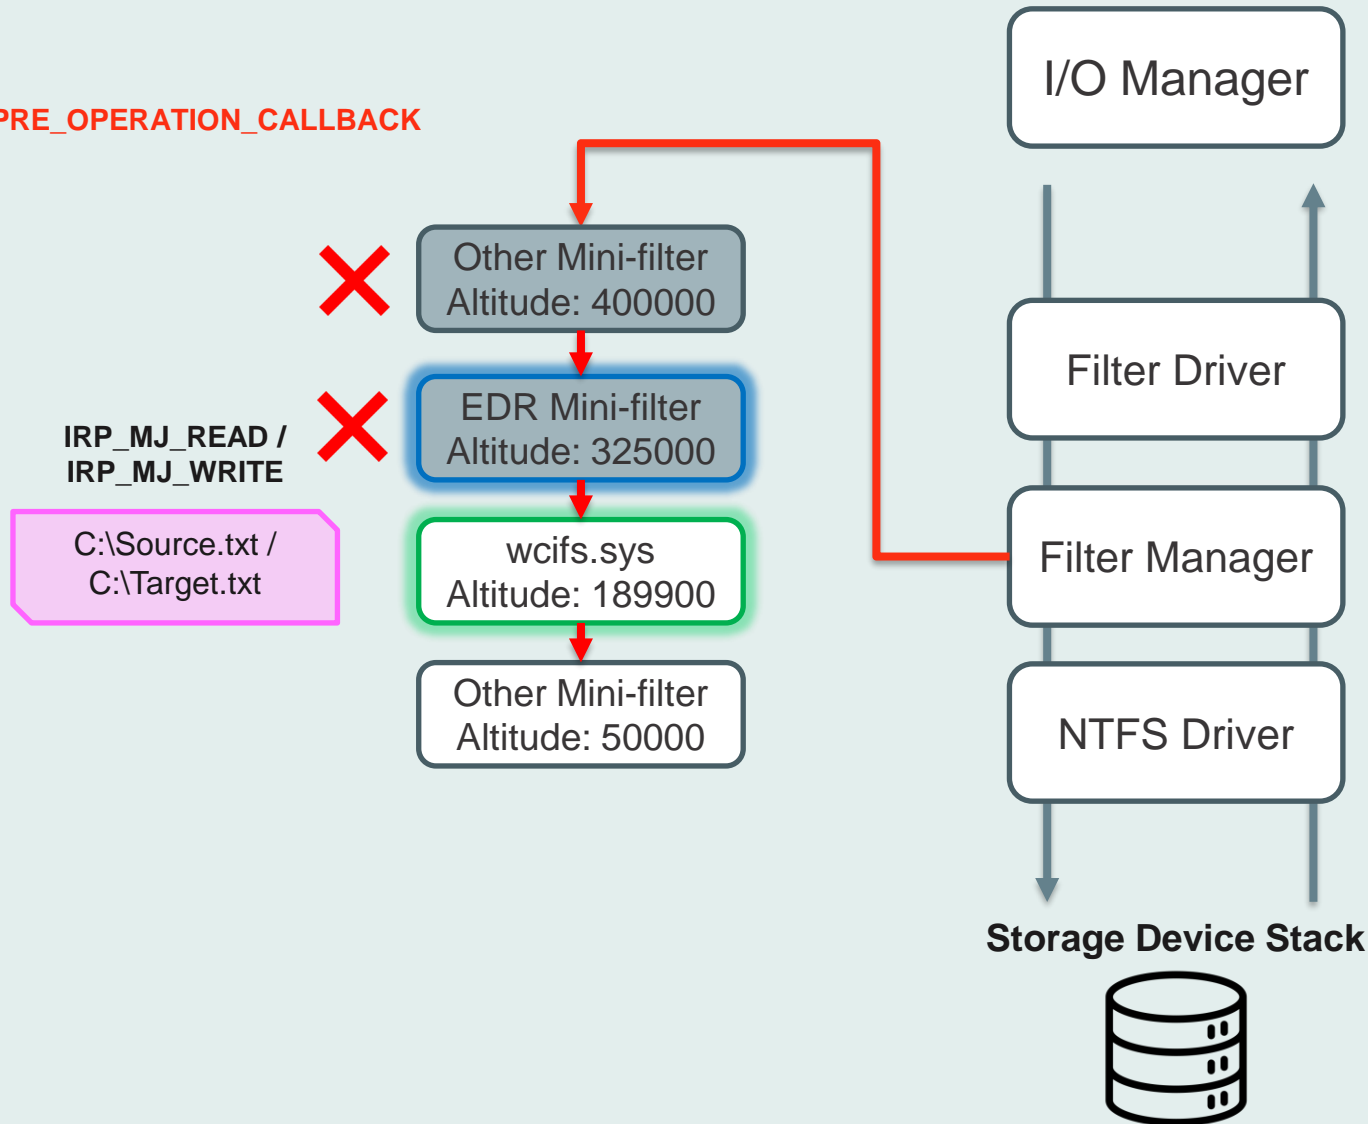 I/O Manager
PRE_OPERATION_CALLBACK
Other Mini-filter
Altitude: 400000
Filter Driver
EDR Mini-filter
Altitude: 325000
IRP_MJ_READ /
IRP_MJ_WRITE
C:\Source.txt /
C:\Target.txt
wcifs.sys
Altitude: 189900
Filter Manager
Other Mini-filter
Altitude: 50000
NTFS Driver
Storage Device Stack